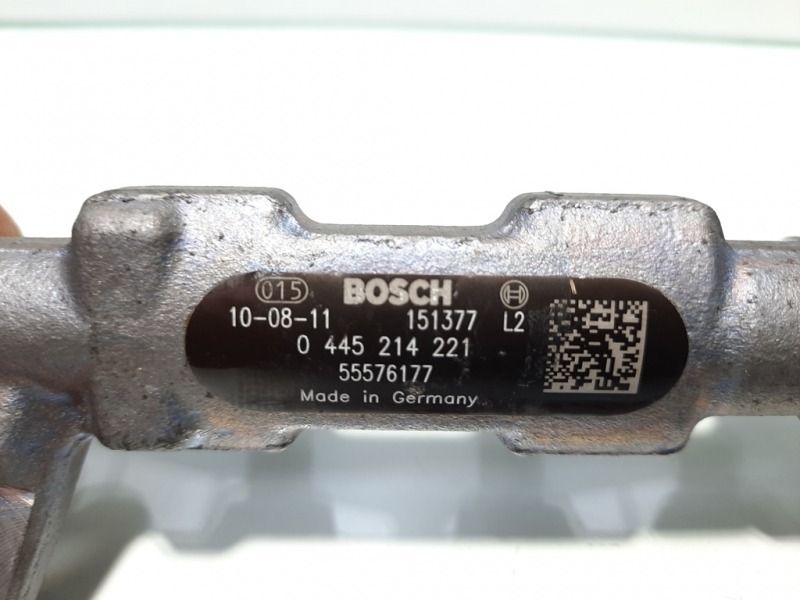 015 BOSCH
10-08-11 151377 L2
0 445 214 221
55576177
Made in Germany